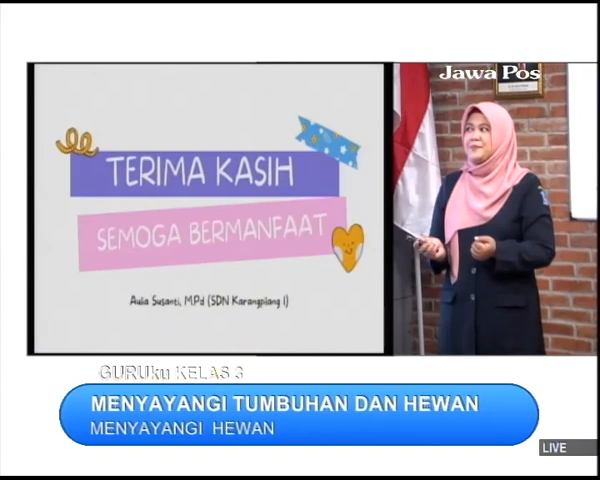 Jawa Pos
TERIMA KASIH
SEMOGA BERMANFAAT
Aulia Susanti, M.Pd (SDN Karangpilang I)
GURUku KELAS 3
MENYAYANGI TUMBUHAN DAN HEWAN
MENYAYANGI HEWAN
LIVE